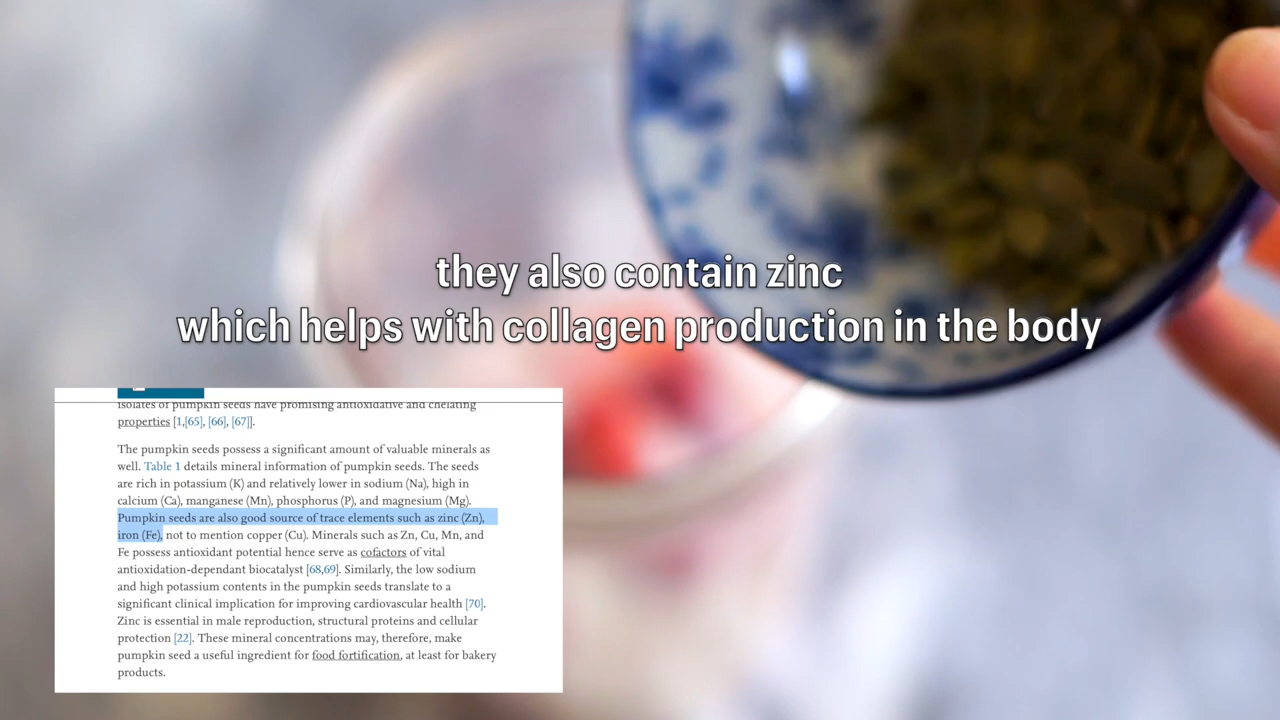 they also contain zinc
which helps with collagen production in the body
isolates of pumpkin seeds have promising antioxidative and chelating
properties [1,[65], [66], [67]].
The pumpkin seeds possess a significant amount of valuable minerals as
well. Table 1 details mineral information of pumpkin seeds. The seeds
are rich in potassium (K) and relatively lower in sodium (Na), high in
calcium (Ca), manganese (Mn), phosphorus (P), and magnesium (Mg).
Pumpkin seeds are also good source of trace elements such as zinc (Zn),
iron (Fe), not to mention copper (Cu). Minerals such as Zn, Cu, Mn, and
Fe possess antioxidant potential hence serve as cofactors of vital
antioxidation-dependant biocatalyst [68,69]. Similarly, the low sodium
and high potassium contents in the pumpkin seeds translate to a
significant clinical implication for improving cardiovascular health [70].
Zinc is essential in male reproduction, structural proteins and cellular
protection [22]. These mineral concentrations may, therefore, make
pumpkin seed a useful ingredient for food fortification, at least for bakery
products.